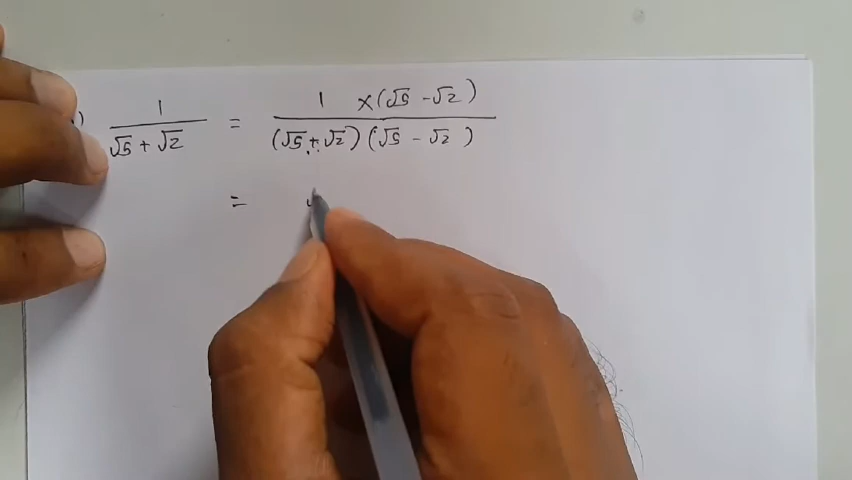 ) 1/(√5 + √2) = 1 ×(√5 - √2)/((√5 + √2)(√5 - √2))
=